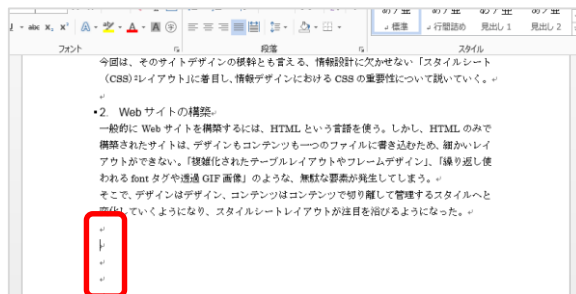 標準
行間詰め
見出し 1
見出し 2
フォント
段落
スタイル
今回は、そのサイトデザインの根幹とも言える、情報設計に欠かせない「スタイルシート
（CSS）レイアウト」に着目し、情報デザインにおける CSS の重要性について説いていく。
2. Web サイトの構築
一般的に Web サイトを構築するには、HTML という言語を使う。しかし、HTML のみで
構築されたサイトは、デザインもコンテンツも一つのファイルに書き込むため、細かいレイ
アウトができない。「複雑化されたテーブルレイアウトやフレームデザイン」、「繰り返し使
われる font タグや透過 GIF 画像」のような、無駄な要素が発生してしまう。
そこで、デザインはデザイン、コンテンツはコンテンツで切り離して管理するスタイルへと
変化していくようになり、スタイルシートレイアウトが注目を浴びるようになった。